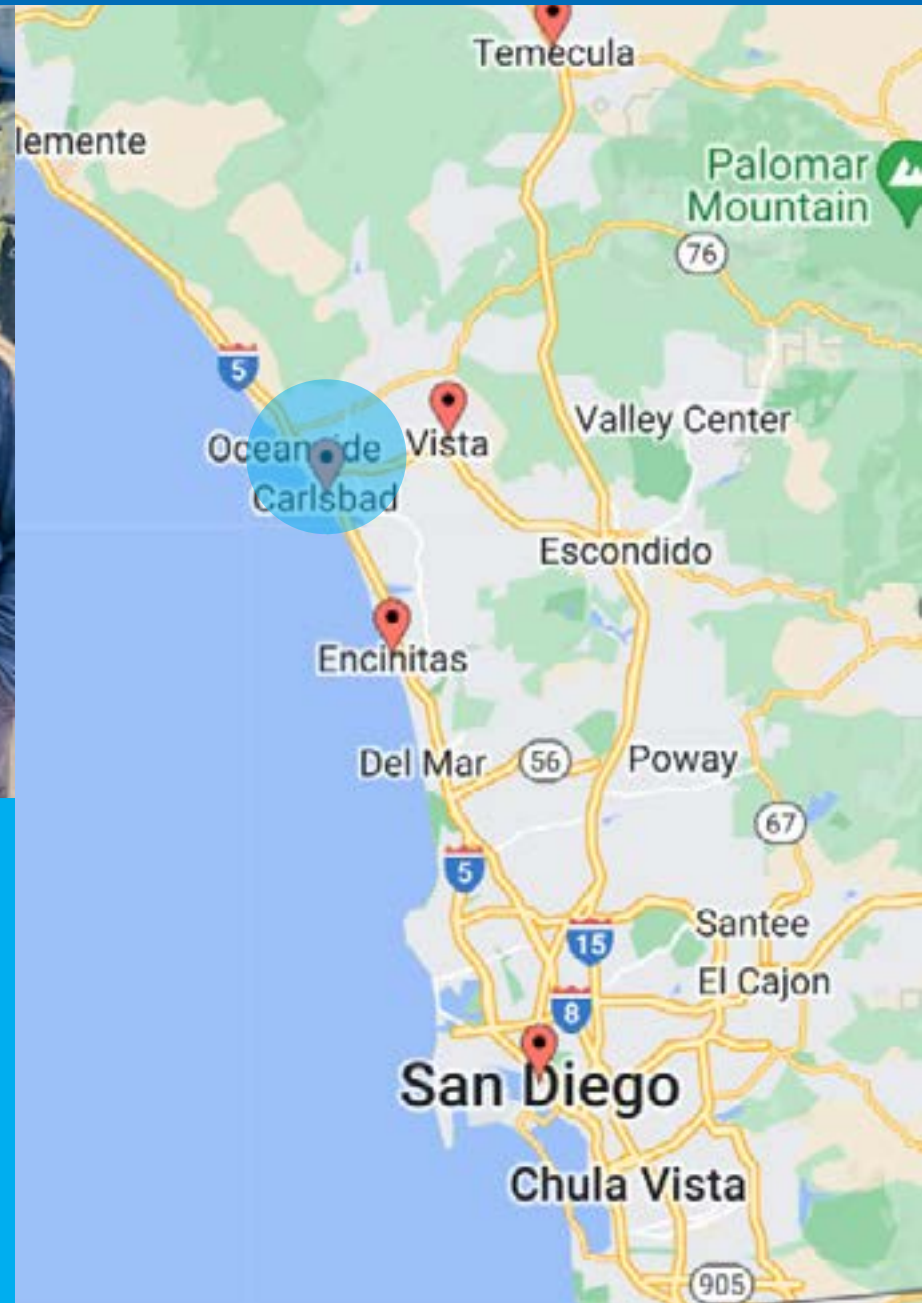 Temecula
lemente
Palomar
Mountain
76
5
Valley Center
Oceanside
Vista
Carlsbad
Escondido
Encinitas
Del Mar
56
Poway
67
5
Santee
15
El Cajon
8
San Diego
Chula Vista
905